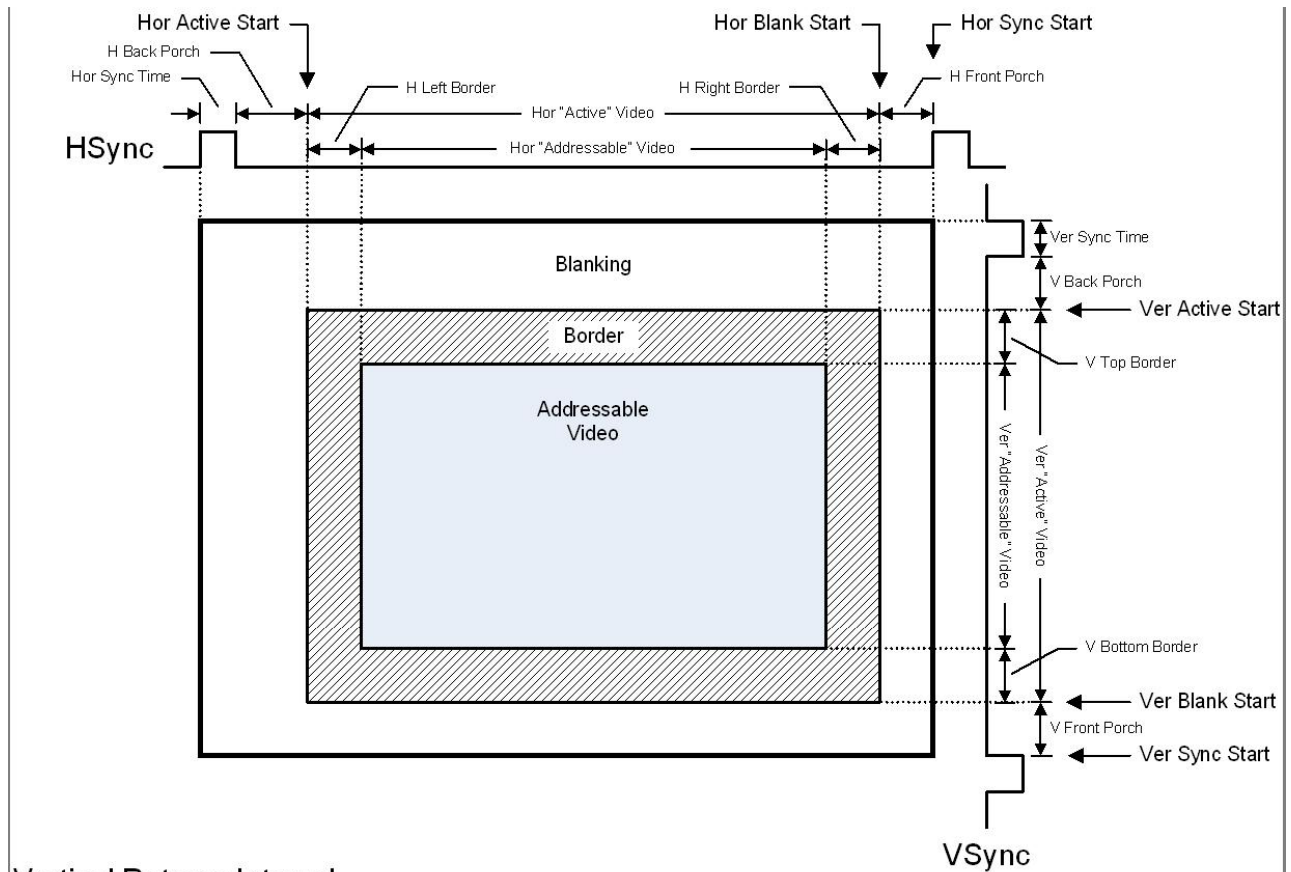 Hor Active Start
Hor Blank Start
Hor Sync Start
H Back Porch
Hor Sync Time
H Left Border
H Right Border
H Front Porch
Hor "Active" Video
HSync
Hor "Addressable" Video
Ver Sync Time
Blanking
V Back Porch
Ver Active Start
Border
V Top Border
Addressable
Video
Ver "Addressable" Video
Ver "Active" Video
V Bottom Border
Ver Blank Start
V Front Porch
Ver Sync Start
VSync